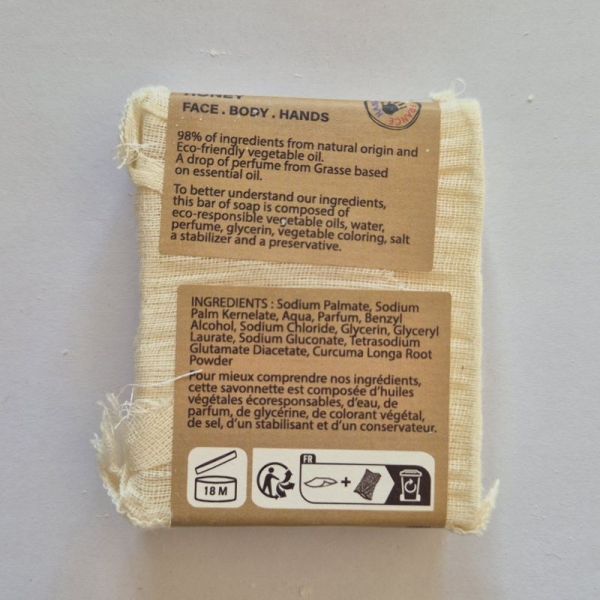 HONEY
FACE . BODY . HANDS
98% of ingredients from natural origin and
Eco-friendly vegetable oil.
A drop of perfume from Grasse based
on essential oil.
To better understand our ingredients,
this bar of soap is composed of
eco-responsible vegetable oils, water,
perfume, glycerin, vegetable coloring, salt
a stabilizer and a preservative.
INGREDIENTS : Sodium Palmate, Sodium
Palm Kernelate, Aqua, Parfum, Benzyl
Alcohol, Sodium Chloride, Glycerin, Glyceryl
Laurate, Sodium Gluconate, Tetrasodium
Glutamate Diacetate, Curcuma Longa Root
Powder
Pour mieux comprendre nos ingrédients,
cette savonnette est composée d'huiles
végétales écoresponsables, d'eau, de
parfum, de glycérine, de colorant végétal,
de sel, d'un stabilisant et d'un conservateur.
18 M
FR
+